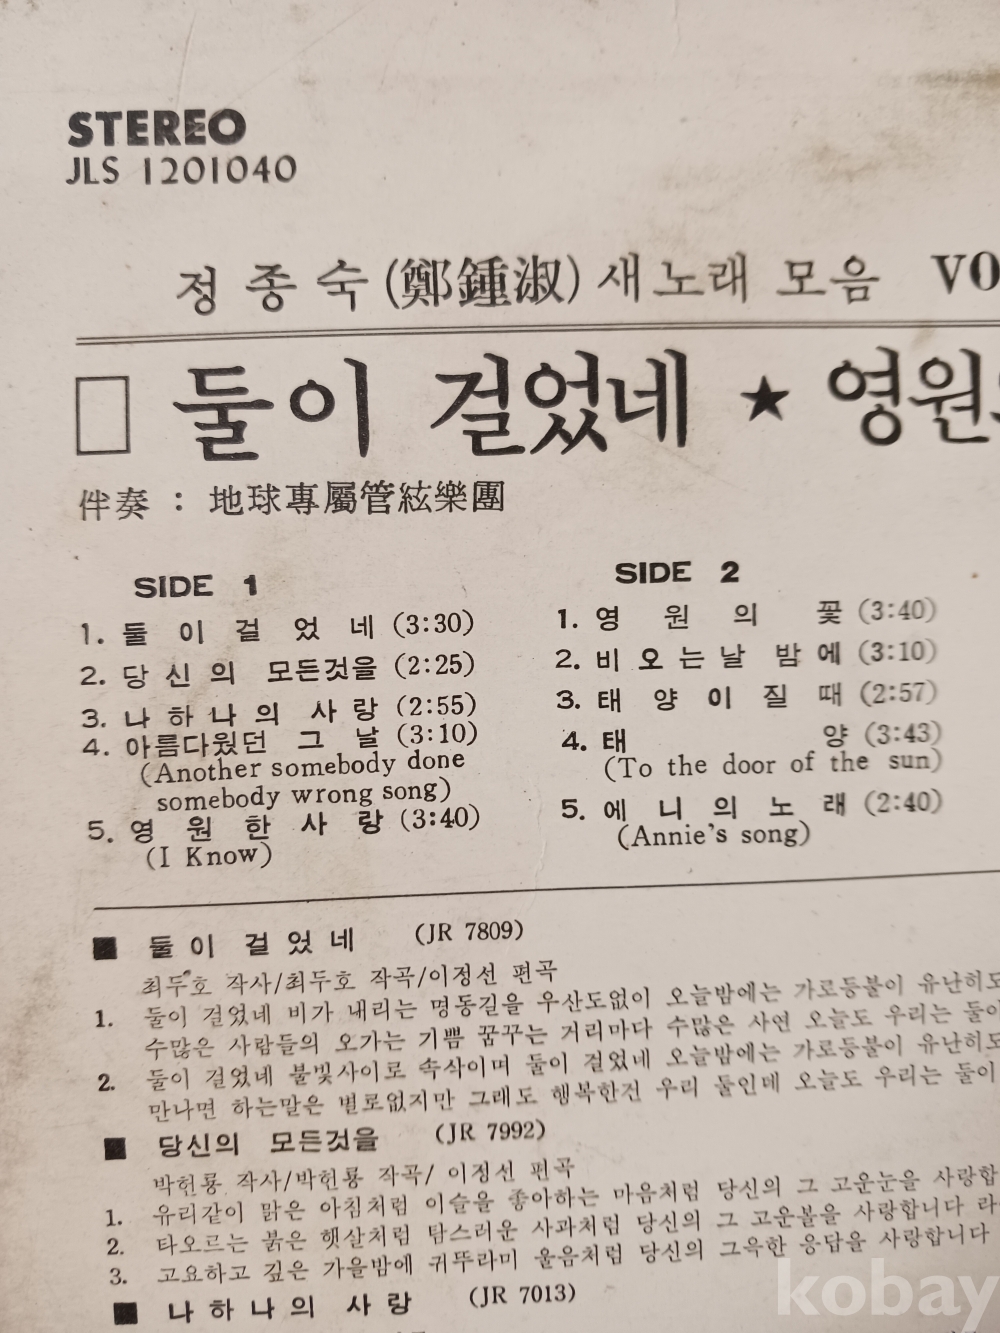 STEREO
JLS 1201040
정 종 숙 (鄭鍾淑) 새노래 모음 VO
□ 둘이 걸었네 ★ 영원
伴奏 : 地球專屬管絃樂團
SIDE 1
1. 둘 이 걸 었 네 (3:30)
2. 당 신 의 모든것을 (2:25)
3. 나 하 나 의 사 랑 (2:55)
4. 아름다웠던 그 날 (3:10)
(Another somebody done
somebody wrong song)
5. 영 원 한 사 랑 (3:40)
(I Know)
SIDE 2
1. 영 원 의 꽃 (3:40)
2. 비 오 는 날 밤 에 (3:10)
3. 태 양 이 질 때 (2:57)
4. 태 양 (3:43)
(To the door of the sun)
5. 에 니 의 노 래 (2:40)
(Annie's song)
■ 둘 이 걸 었 네 (JR 7809)
최두호 작사/최두호 작곡/이정선 편곡
1. 둘이 걸었네 비가 내리는 명동길을 우산도없이 오늘밤에는 가로등불이 유난히도
수많은 사람들의 오가는 기쁨 꿈꾸는 거리마다 수많은 사연 오늘도 우리는 둘이
2. 둘이 걸었네 불빛사이로 속삭이며 둘이 걸었네 오늘밤에는 가로등불이 유난히도
만나면 하는말은 별로없지만 그래도 행복한건 우리 둘인데 오늘도 우리는 둘이
■ 당신의 모든것을 (JR 7992)
박헌룡 작사/박헌룡 작곡/ 이정선 편곡
1. 유리같이 맑은 아침처럼 이슬을 좋아하는 마음처럼 당신의 그 고운눈을 사랑합
2. 타오르는 붉은 햇살처럼 탐스러운 사과처럼 당신의 그 고운볼을 사랑합니다 라
3. 고요하고 깊은 가을밤에 귀뚜라미 울음처럼 당신의 그윽한 응답을 사랑합니다
■ 나 하 나 의 사 랑 (JR 7013)
kobay